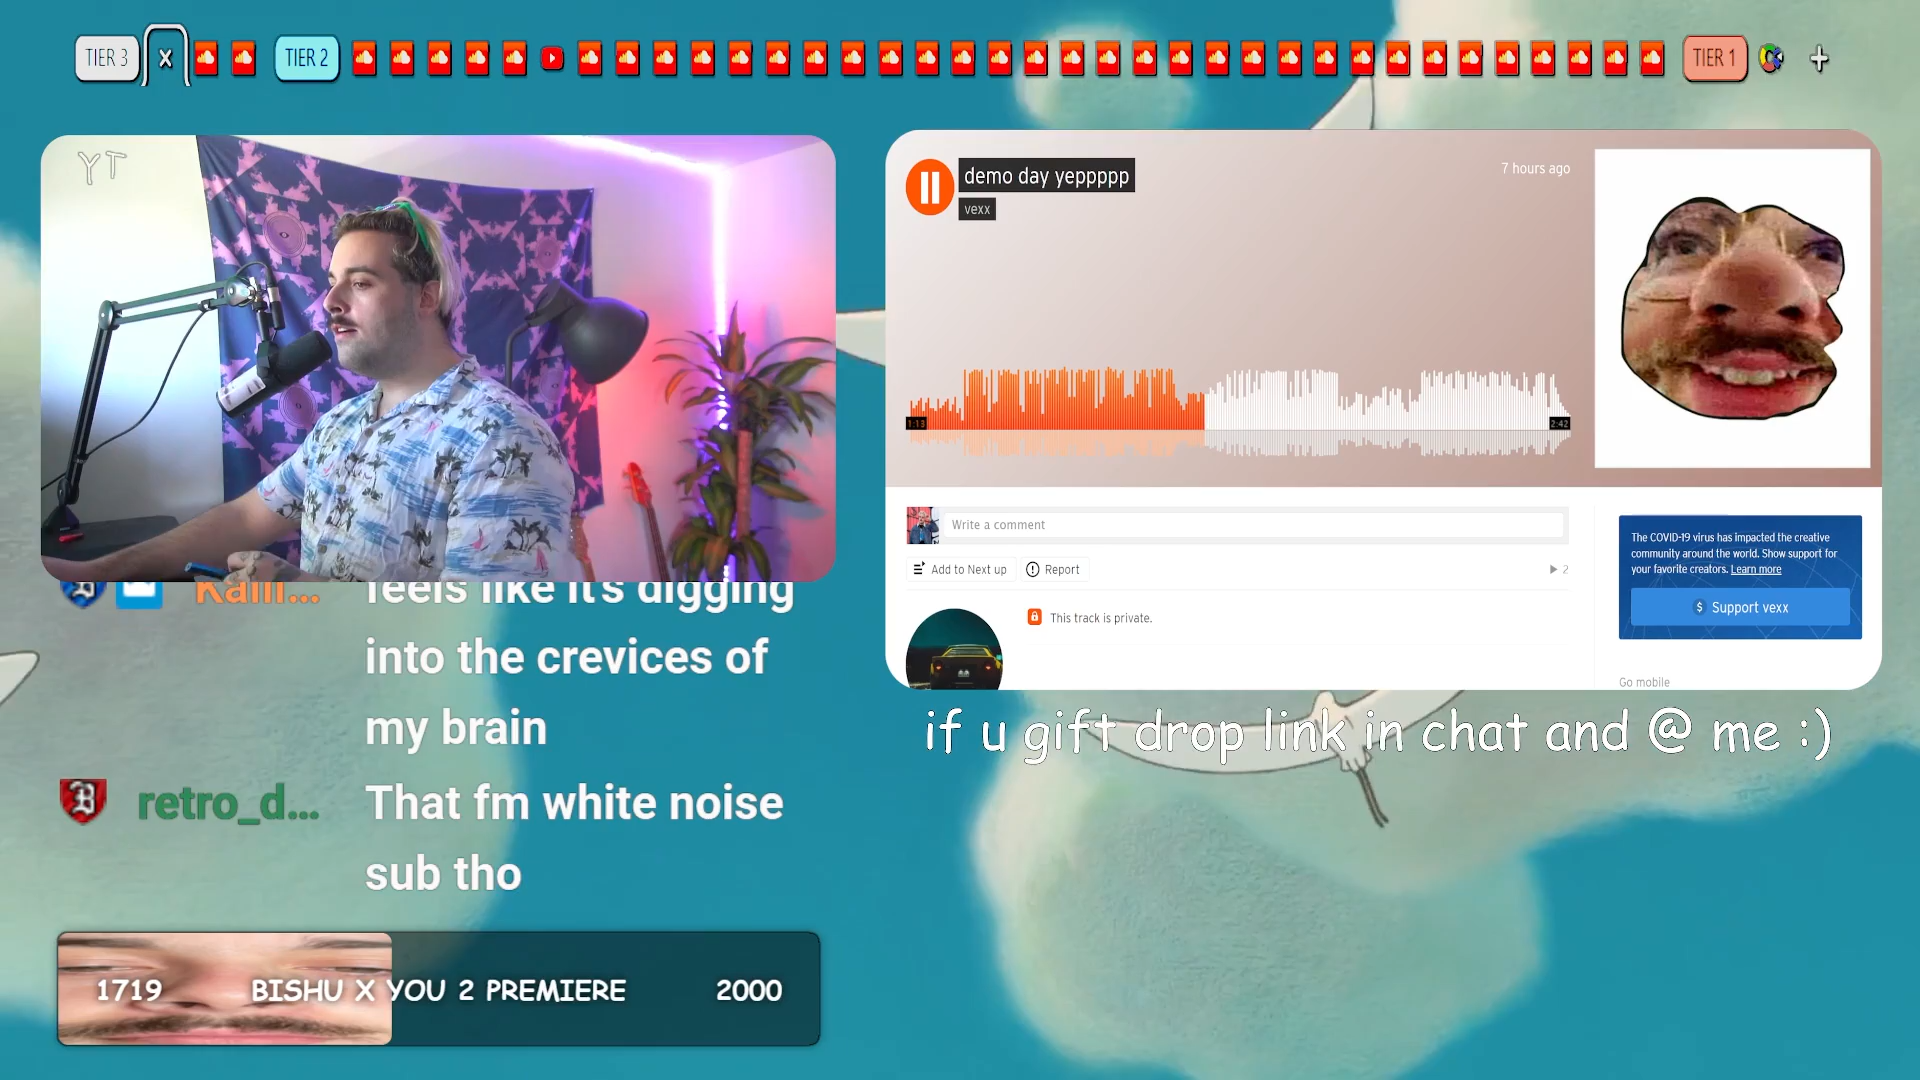 TIER 3
X
TIER 2
TIER 1
YT
demo day yeppppp
vexx
7 hours ago
1:13
2:42
Write a comment
Add to Next up
Report
2
This track is private.
The COVID-19 virus has impacted the creative
community around the world. Show support for
your favorite creators. Learn more
$ Support vexx
Go mobile
if u gift drop link in chat and @ me :)
feels like it's digging
into the crevices of
my brain
B retro_d... That fm white noise
sub tho
1719 BISHU X YOU 2 PREMIERE 2000